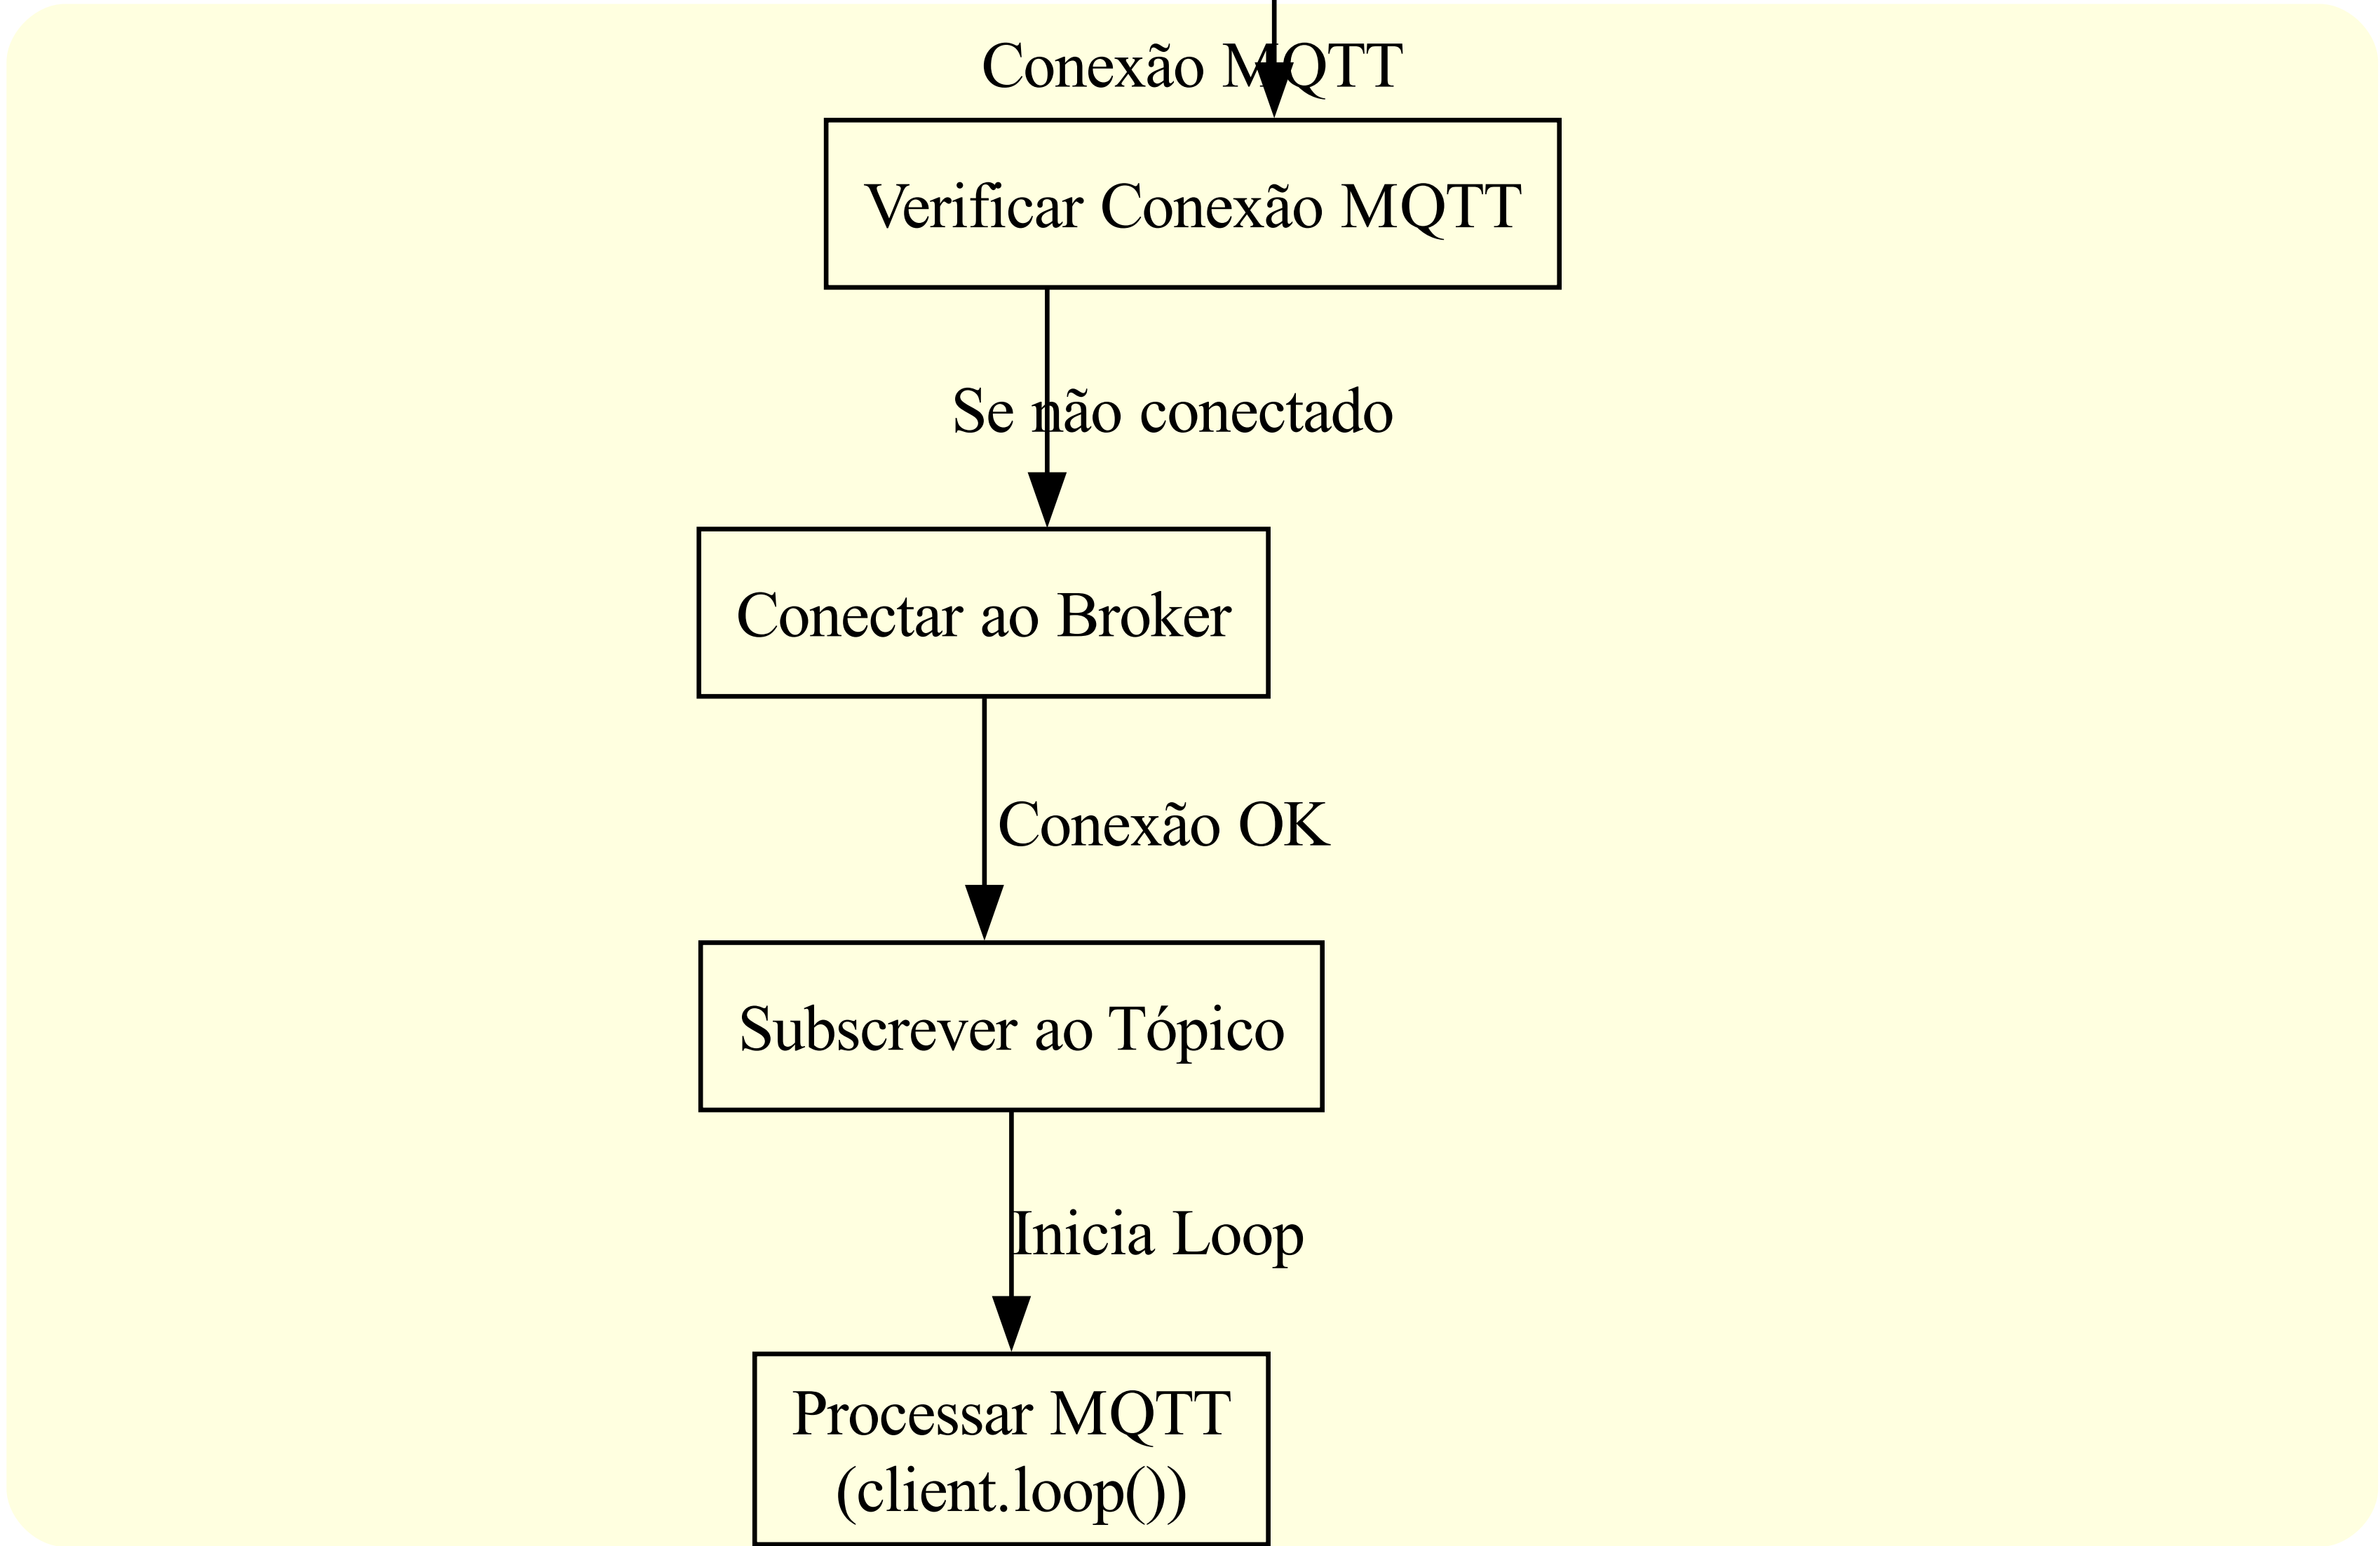 Conexão MQTT
Verificar Conexão MQTT
Se não conectado
Conectar ao Broker
Conexão OK
Subscrever ao Tópico
Inicia Loop
Processar MQTT
(client.loop())